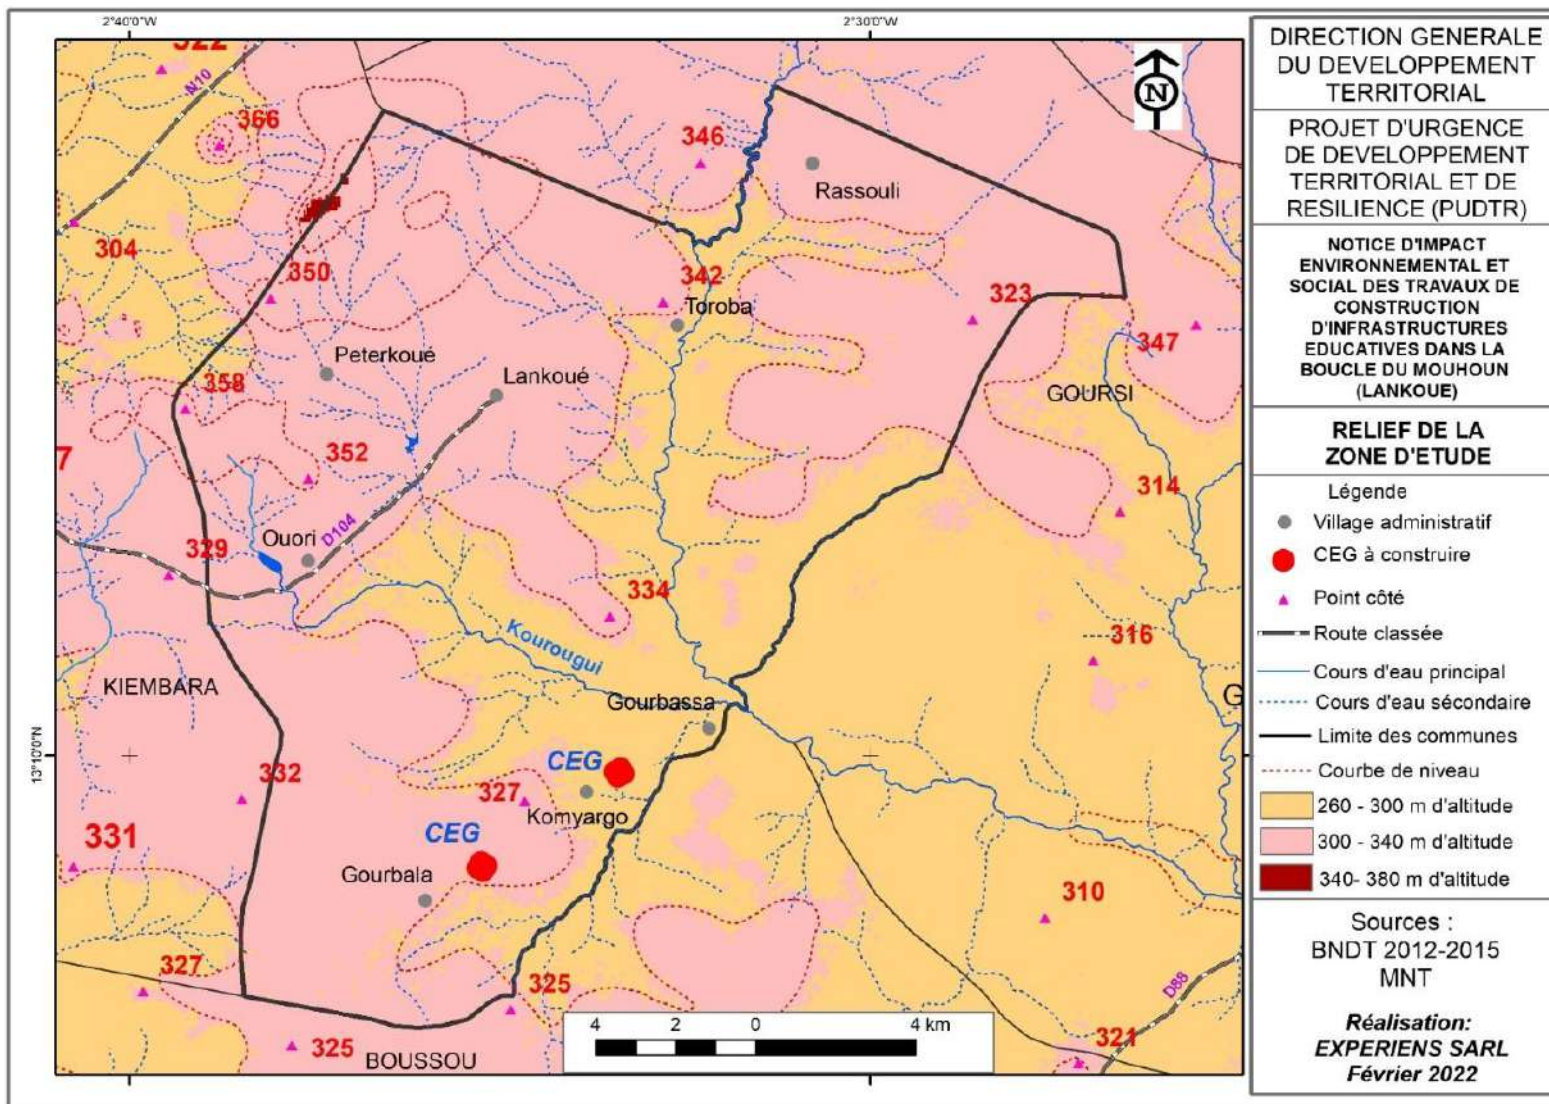 2°40'0"W
2°30'0"W
322
N10
366
346
Rassouli
304
350
342
Toroba
323
347
Peterkoué
358
Lankoué
GOURSI
7
352
314
D104
Ouori
329
334
316
Kourougui
KIEMBARA
Gourbassa
G
13°10'0"N
CEG
332
327
Komyargo
331
CEG
Gourbala
310
327
325
D88
4 2 0 4 km
325
BOUSSOU
321
DIRECTION GENERALE
DU DEVELOPPEMENT
TERRITORIAL
PROJET D'URGENCE
DE DEVELOPPEMENT
TERRITORIAL ET DE
RESILIENCE (PUDTR)
NOTICE D'IMPACT
ENVIRONNEMENTAL ET
SOCIAL DES TRAVAUX DE
CONSTRUCTION
D'INFRASTRUCTURES
EDUCATIVES DANS LA
BOUCLE DU MOUHOUN
(LANKOUE)
RELIEF DE LA
ZONE D'ETUDE
Légende
Village administratif
CEG à construire
Point côté
Route classée
Cours d'eau principal
Cours d'eau sécondaire
Limite des communes
Courbe de niveau
260 - 300 m d'altitude
300 - 340 m d'altitude
340- 380 m d'altitude
Sources :
BNDT 2012-2015
MNT
Réalisation:
EXPERIENS SARL
Février 2022
N